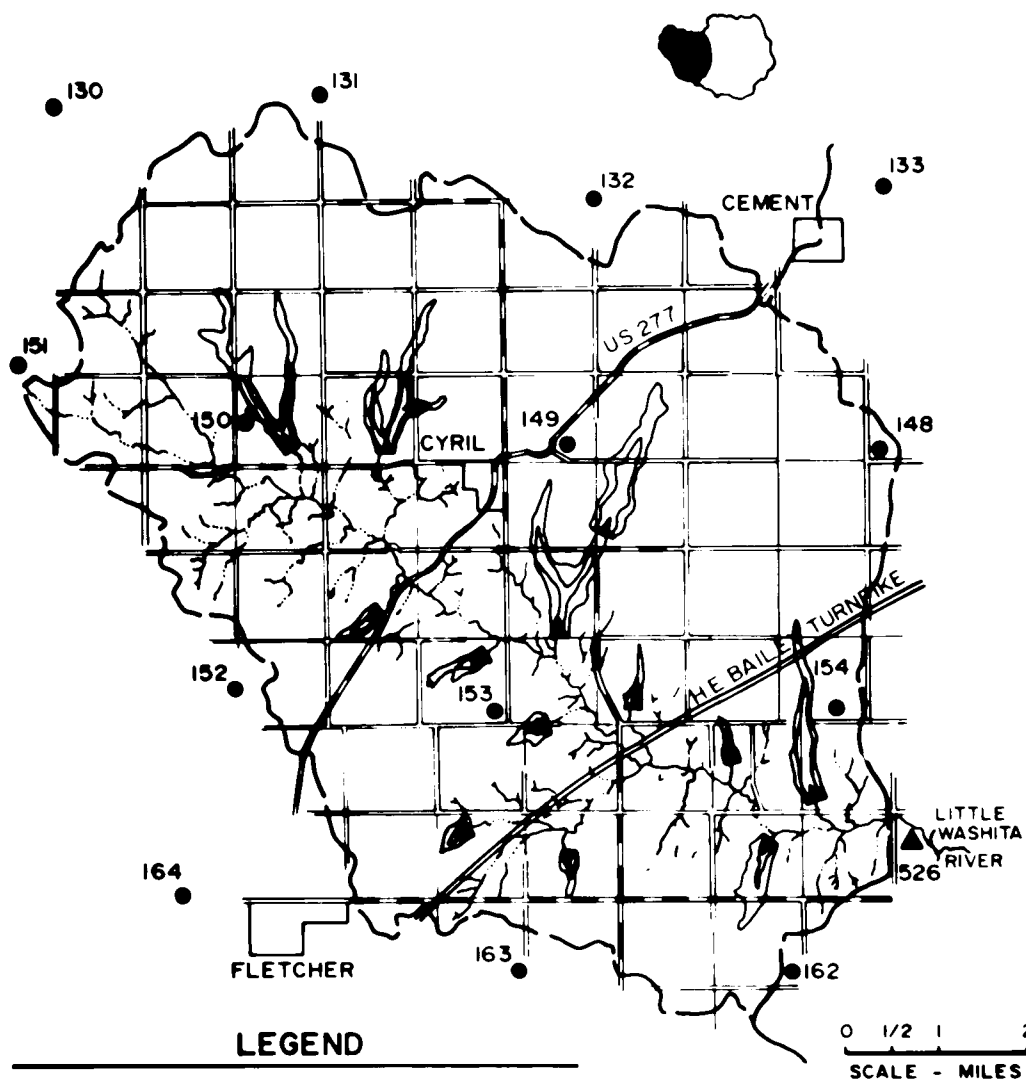 130
131
132
133
CEMENT
US 277
151
150
CYRIL
149
148
H.E. BAILEY TURNPIKE
152
153
154
LITTLE
WASHITA
RIVER
526
164
FLETCHER
163
162
LEGEND
0 1/2 1 2
SCALE - MILES